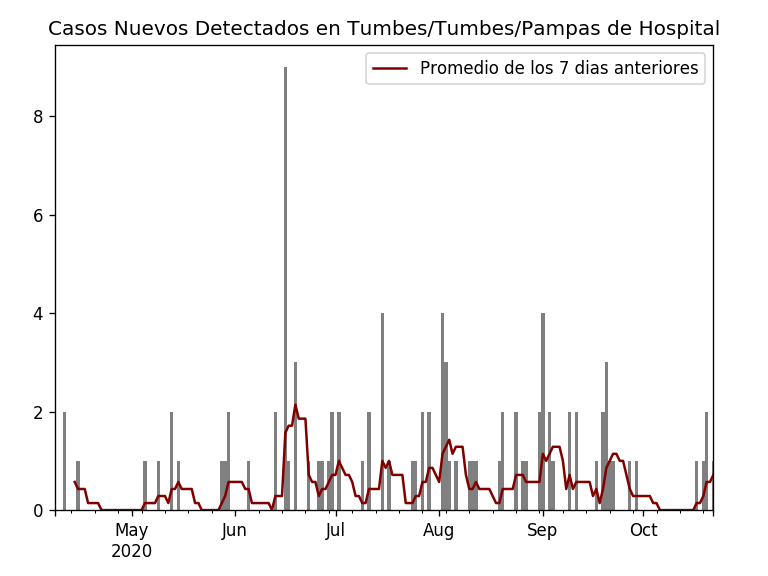 Casos Nuevos Detectados en Tumbes/Tumbes/Pampas de Hospital
Promedio de los 7 dias anteriores
8
6
4
2
0
May Jun Jul Aug Sep Oct
2020